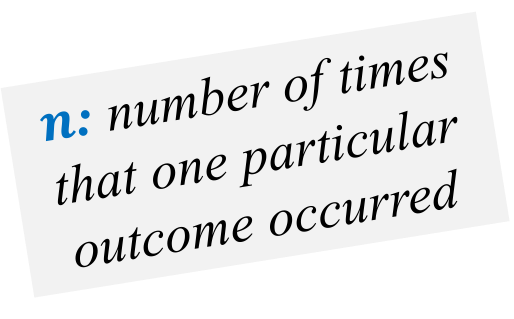 n: number of times
that one particular
outcome occurred